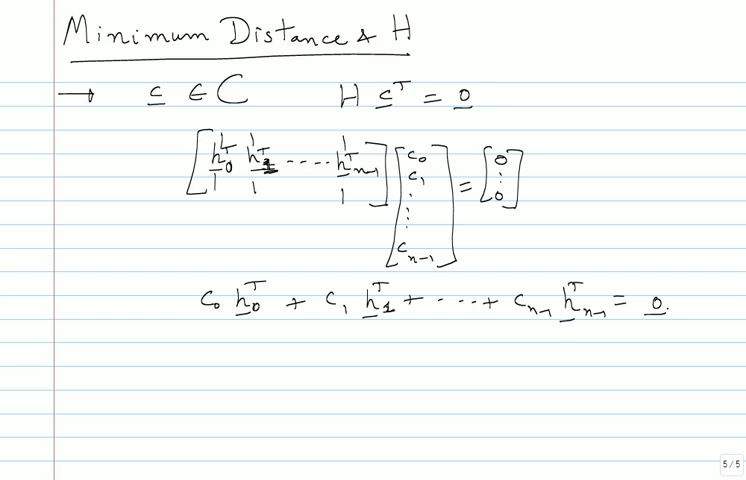 Minimum Distance & H
→ c ∈ C H c^T = 0
[h_0^T h_1^T .... h_{n-1}^T] [c_0 c_1 ⋮ c_{n-1}] = [0 ⋮ 0]
c_0 h_0^T + c_1 h_1^T + ··· + c_{n-1} h_{n-1}^T = 0.
5/5